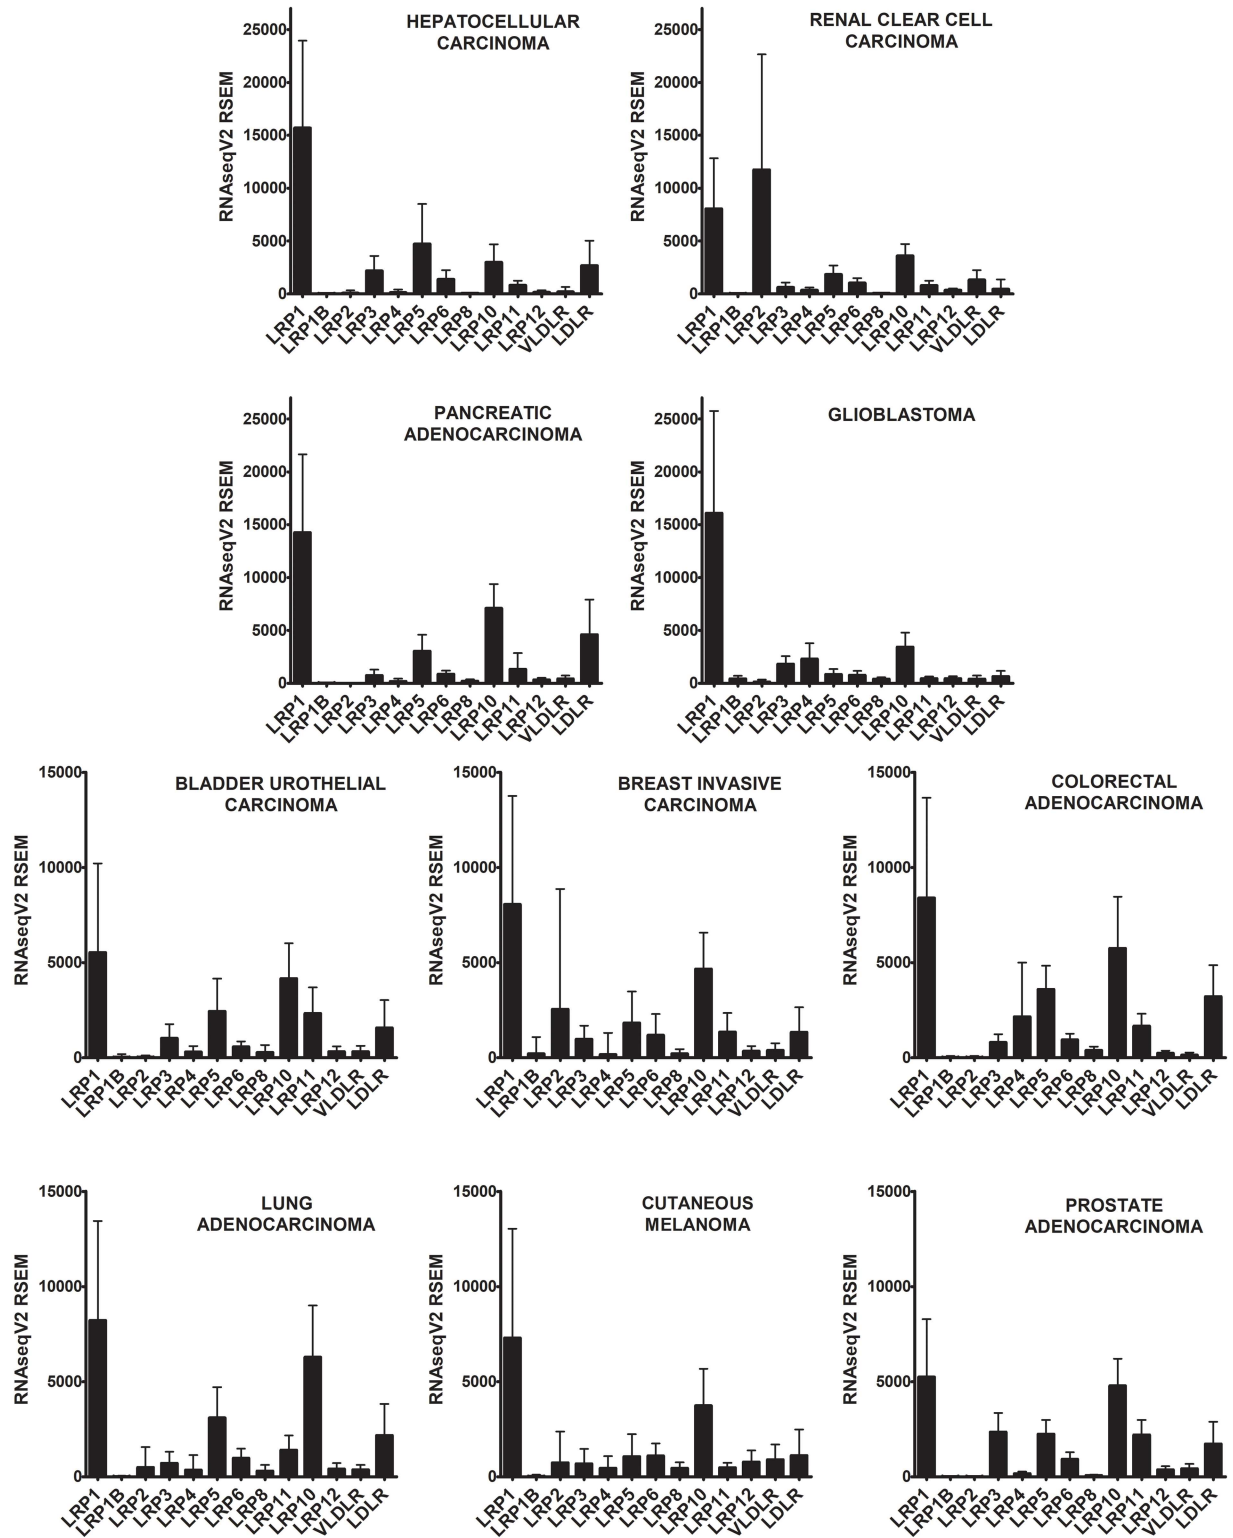 HEPATOCELLULAR
CARCINOMA
RNAseqV2 RSEM
25000
20000
15000
10000
5000
0
LRP1
LRP1B
LRP2
LRP3
LRP4
LRP5
LRP6
LRP8
LRP10
LRP11
LRP12
VLDLR
LDLR
RENAL CLEAR CELL
CARCINOMA
RNAseqV2 RSEM
25000
20000
15000
10000
5000
0
LRP1
LRP1B
LRP2
LRP3
LRP4
LRP5
LRP6
LRP8
LRP10
LRP11
LRP12
VLDLR
LDLR
PANCREATIC
ADENOCARCINOMA
RNAseqV2 RSEM
25000
20000
15000
10000
5000
0
LRP1
LRP1B
LRP2
LRP3
LRP4
LRP5
LRP6
LRP8
LRP10
LRP11
LRP12
VLDLR
LDLR
GLIOBLASTOMA
RNAseqV2 RSEM
25000
20000
15000
10000
5000
0
LRP1
LRP1B
LRP2
LRP3
LRP4
LRP5
LRP6
LRP8
LRP10
LRP11
LRP12
VLDLR
LDLR
BLADDER UROTHELIAL
CARCINOMA
RNAseqV2 RSEM
15000
10000
5000
0
LRP1
LRP1B
LRP2
LRP3
LRP4
LRP5
LRP6
LRP8
LRP10
LRP11
LRP12
VLDLR
LDLR
BREAST INVASIVE
CARCINOMA
RNAseqV2 RSEM
15000
10000
5000
0
LRP1
LRP1B
LRP2
LRP3
LRP4
LRP5
LRP6
LRP8
LRP10
LRP11
LRP12
VLDLR
LDLR
COLORECTAL
ADENOCARCINOMA
RNAseqV2 RSEM
15000
10000
5000
0
LRP1
LRP1B
LRP2
LRP3
LRP4
LRP5
LRP6
LRP8
LRP10
LRP11
LRP12
VLDLR
LDLR
LUNG
ADENOCARCINOMA
RNAseqV2 RSEM
15000
10000
5000
0
LRP1
LRP1B
LRP2
LRP3
LRP4
LRP5
LRP6
LRP8
LRP11
LRP10
LRP12
VLDLR
LDLR
CUTANEOUS
MELANOMA
RNAseqV2 RSEM
15000
10000
5000
0
LRP1
LRP1B
LRP2
LRP3
LRP4
LRP5
LRP6
LRP8
LRP10
LRP11
LRP12
VLDLR
LDLR
PROSTATE
ADENOCARCINOMA
RNAseqV2 RSEM
15000
10000
5000
0
LRP1
LRP1B
LRP2
LRP3
LRP4
LRP5
LRP6
LRP8
LRP10
LRP11
LRP12
VLDLR
LDLR